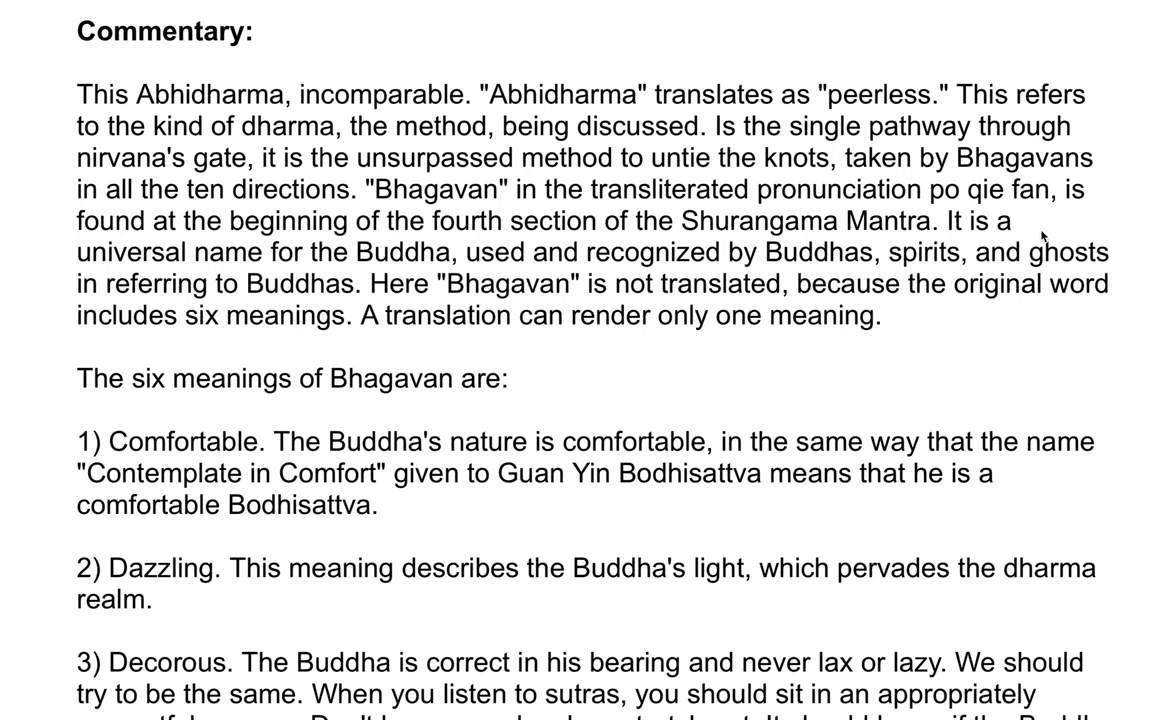 Commentary:
This Abhidharma, incomparable. "Abhidharma" translates as "peerless." This refers
to the kind of dharma, the method, being discussed. Is the single pathway through
nirvana's gate, it is the unsurpassed method to untie the knots, taken by Bhagavans
in all the ten directions. "Bhagavan" in the transliterated pronunciation po qie fan, is
found at the beginning of the fourth section of the Shurangama Mantra. It is a
universal name for the Buddha, used and recognized by Buddhas, spirits, and ghosts
in referring to Buddhas. Here "Bhagavan" is not translated, because the original word
includes six meanings. A translation can render only one meaning.
The six meanings of Bhagavan are:
1) Comfortable. The Buddha's nature is comfortable, in the same way that the name
"Contemplate in Comfort" given to Guan Yin Bodhisattva means that he is a
comfortable Bodhisattva.
2) Dazzling. This meaning describes the Buddha's light, which pervades the dharma
realm.
3) Decorous. The Buddha is correct in his bearing and never lax or lazy. We should
try to be the same. When you listen to sutras, you should sit in an appropriately